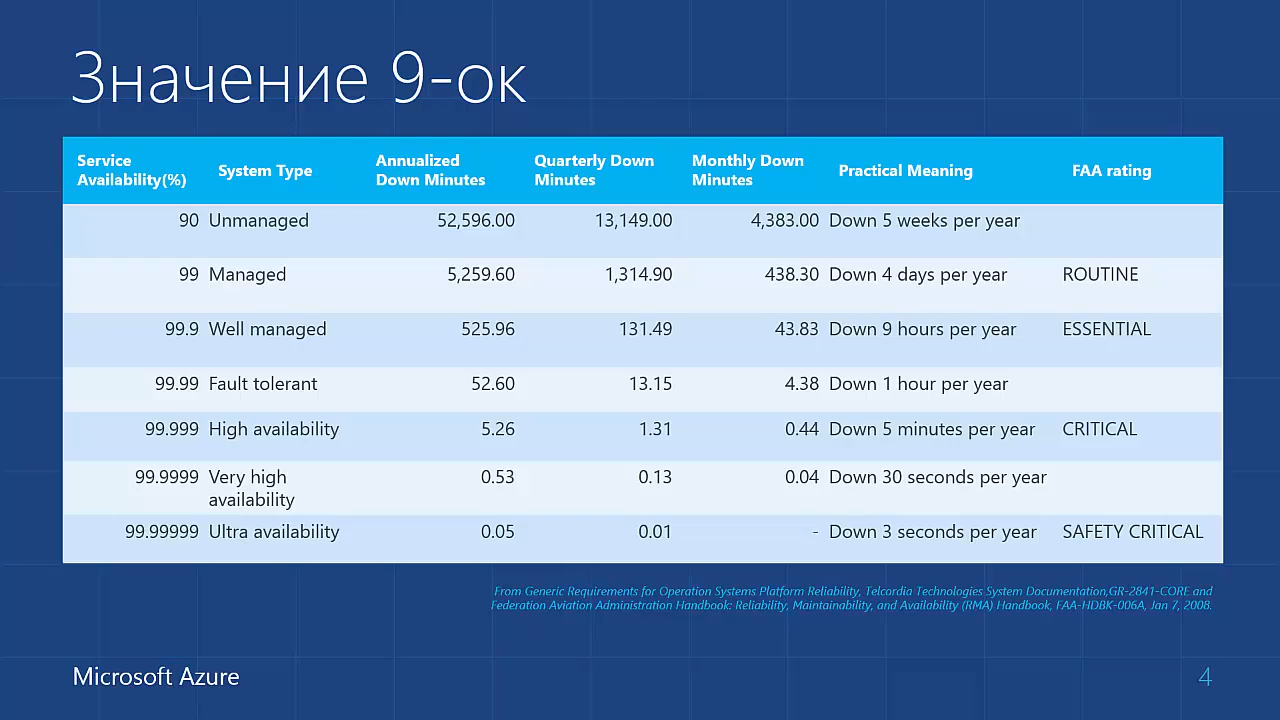 Значение 9-ок
Service Availability(%) System Type Annualized Down Minutes Quarterly Down Minutes Monthly Down Minutes Practical Meaning FAA rating
90 Unmanaged 52,596.00 13,149.00 4,383.00 Down 5 weeks per year
99 Managed 5,259.60 1,314.90 438.30 Down 4 days per year ROUTINE
99.9 Well managed 525.96 131.49 43.83 Down 9 hours per year ESSENTIAL
99.99 Fault tolerant 52.60 13.15 4.38 Down 1 hour per year
99.999 High availability 5.26 1.31 0.44 Down 5 minutes per year CRITICAL
99.9999 Very high availability 0.53 0.13 0.04 Down 30 seconds per year
99.99999 Ultra availability 0.05 0.01 - Down 3 seconds per year SAFETY CRITICAL
From Generic Requirements for Operation Systems Platform Reliability, Telcordia Technologies System Documentation,GR-2841-CORE and
Federation Aviation Administration Handbook: Reliability, Maintainability, and Availability (RMA) Handbook, FAA-HDBK-006A, Jan 7, 2008.
Microsoft Azure 4